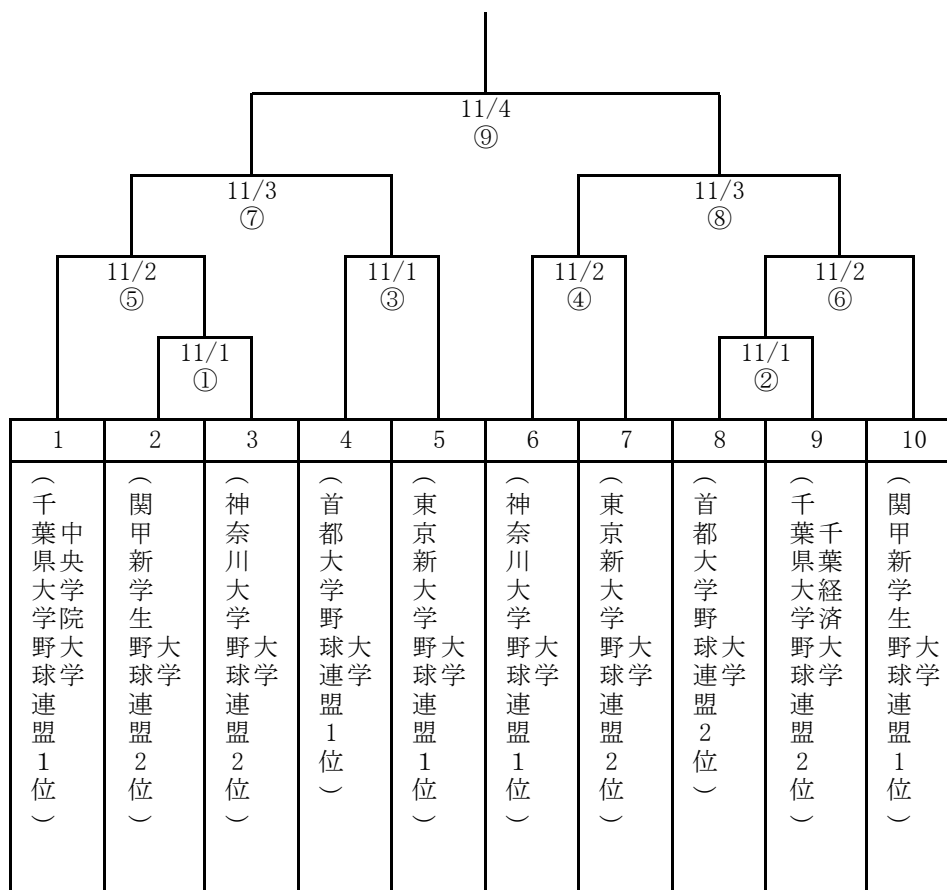 11/4
⑨
11/3
⑦
11/3
⑧
11/2
⑤
11/1
③
11/2
④
11/2
⑥
11/1
①
11/1
②
1
2
3
4
5
6
7
8
9
10
中央学院大学
（千葉県大学野球連盟1位）
大学
（関甲新学生野球連盟2位）
大学
（神奈川大学野球連盟2位）
大学
（首都大学野球連盟1位）
大学
（東京新大学野球連盟1位）
大学
（神奈川大学野球連盟1位）
大学
（東京新大学野球連盟2位）
大学
（首都大学野球連盟2位）
千葉経済大学
（千葉県大学野球連盟2位）
大学
（関甲新学生野球連盟1位）